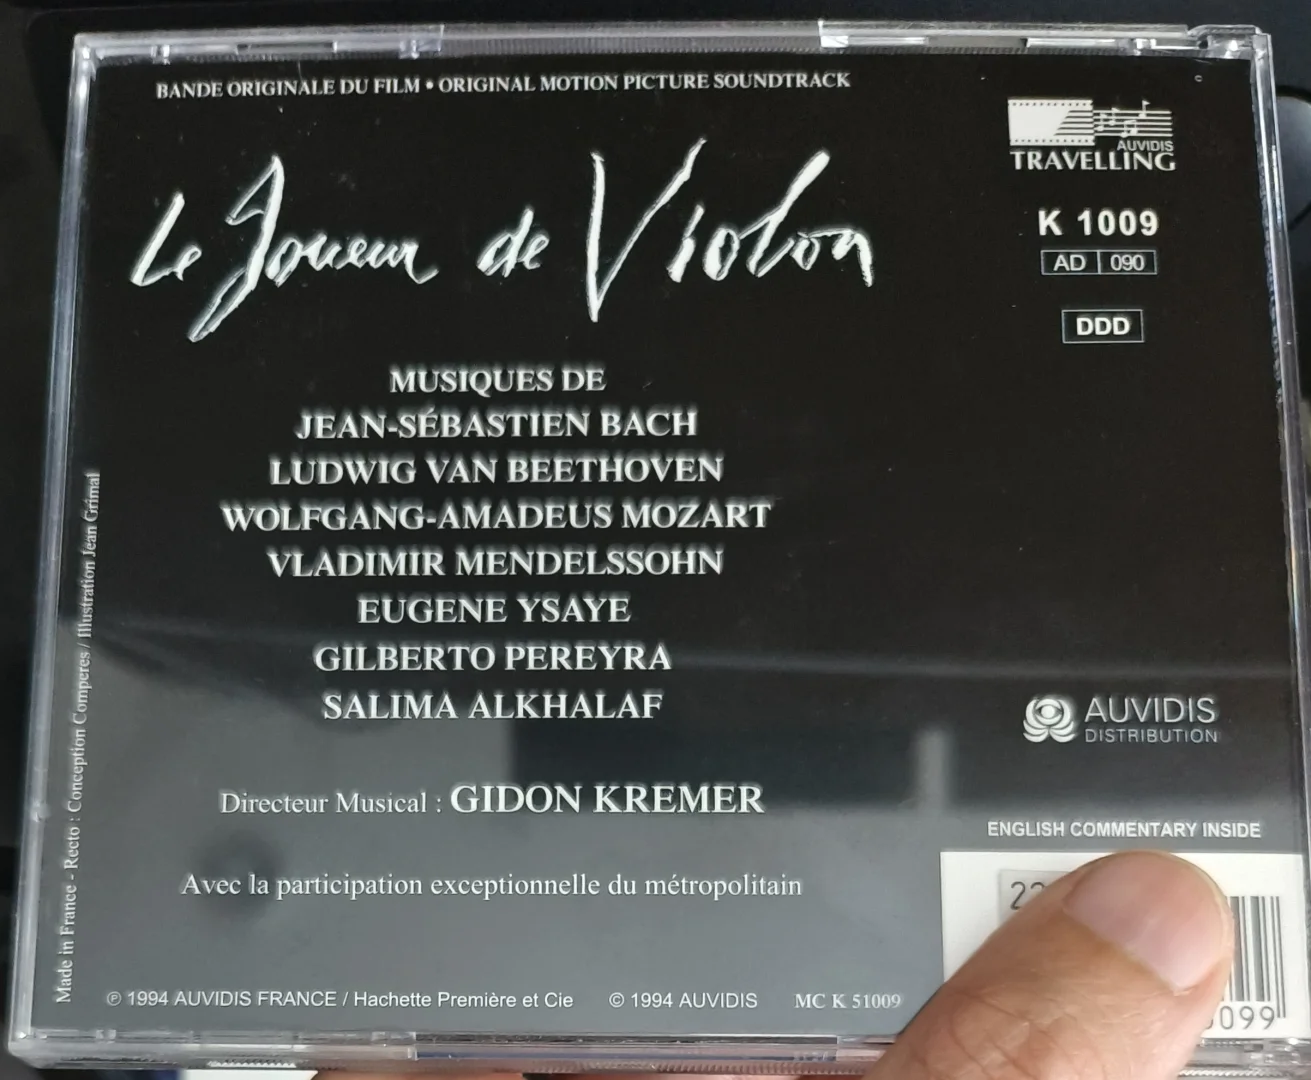 BANDE ORIGINALE DU FILM • ORIGINAL MOTION PICTURE SOUNDTRACK
AUVIDIS
TRAVELLING
Le Joueur de Violon
K 1009
AD 090
DDD
MUSIQUES DE
JEAN-SÉBASTIEN BACH
LUDWIG VAN BEETHOVEN
WOLFGANG-AMADEUS MOZART
VLADIMIR MENDELSSOHN
EUGENE YSAYE
GILBERTO PEREYRA
SALIMA ALKHALAF
AUVIDIS
DISTRIBUTION
Directeur Musical : GIDON KREMER
ENGLISH COMMENTARY INSIDE
Avec la participation exceptionnelle du métropolitain
℗ 1994 AUVIDIS FRANCE / Hachette Première et Cie © 1994 AUVIDIS MC K 51009
Made in France - Recto : Conception Comperes / Illustration Jean Grimal
099